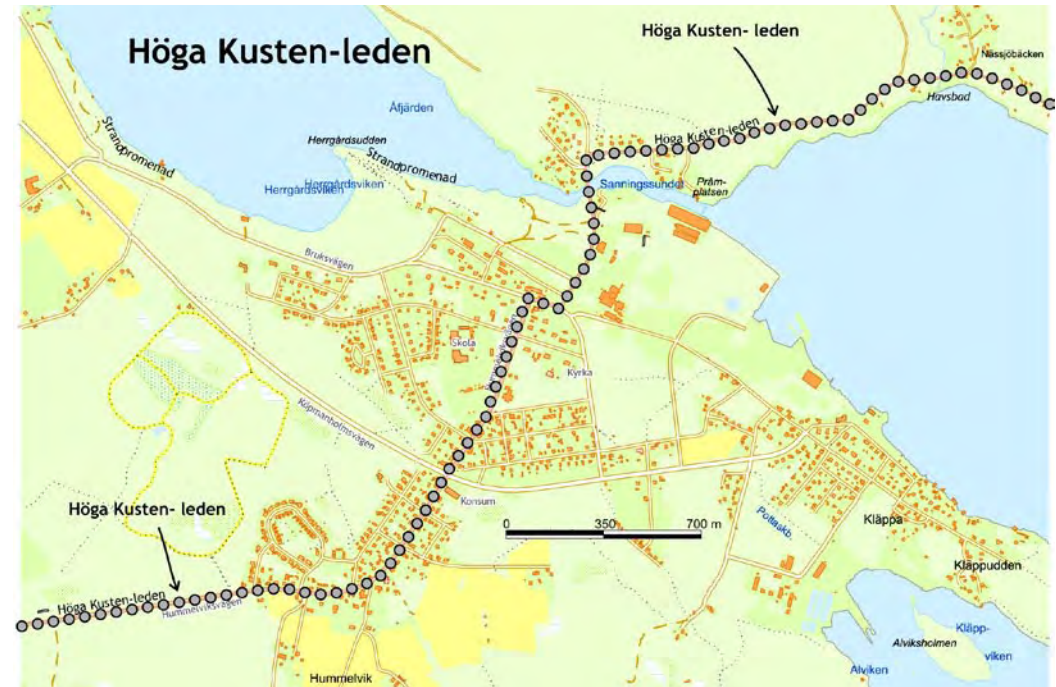 Höga Kusten-leden
Höga Kusten- leden
Nässjöbäcken
Havsbad
Åfjärden
Höga Kusten-leden
Strandpromenad
Herrgårdsudden
Strandpromenad
Herrgårdsviken
Herrgårdsviken
Sanningssundet
Pråm-
platsen
Bruksvägen
Skola
Kyrka
Köpmanholmsvägen
Konsum
0 350 700 m
Höga Kusten- leden
Pottaskb.
Kläppa
Kläppudden
Höga Kusten-leden
Hummelviksvägen
Kläpp-
viken
Alviksholmen
Alviken
Hummelvik